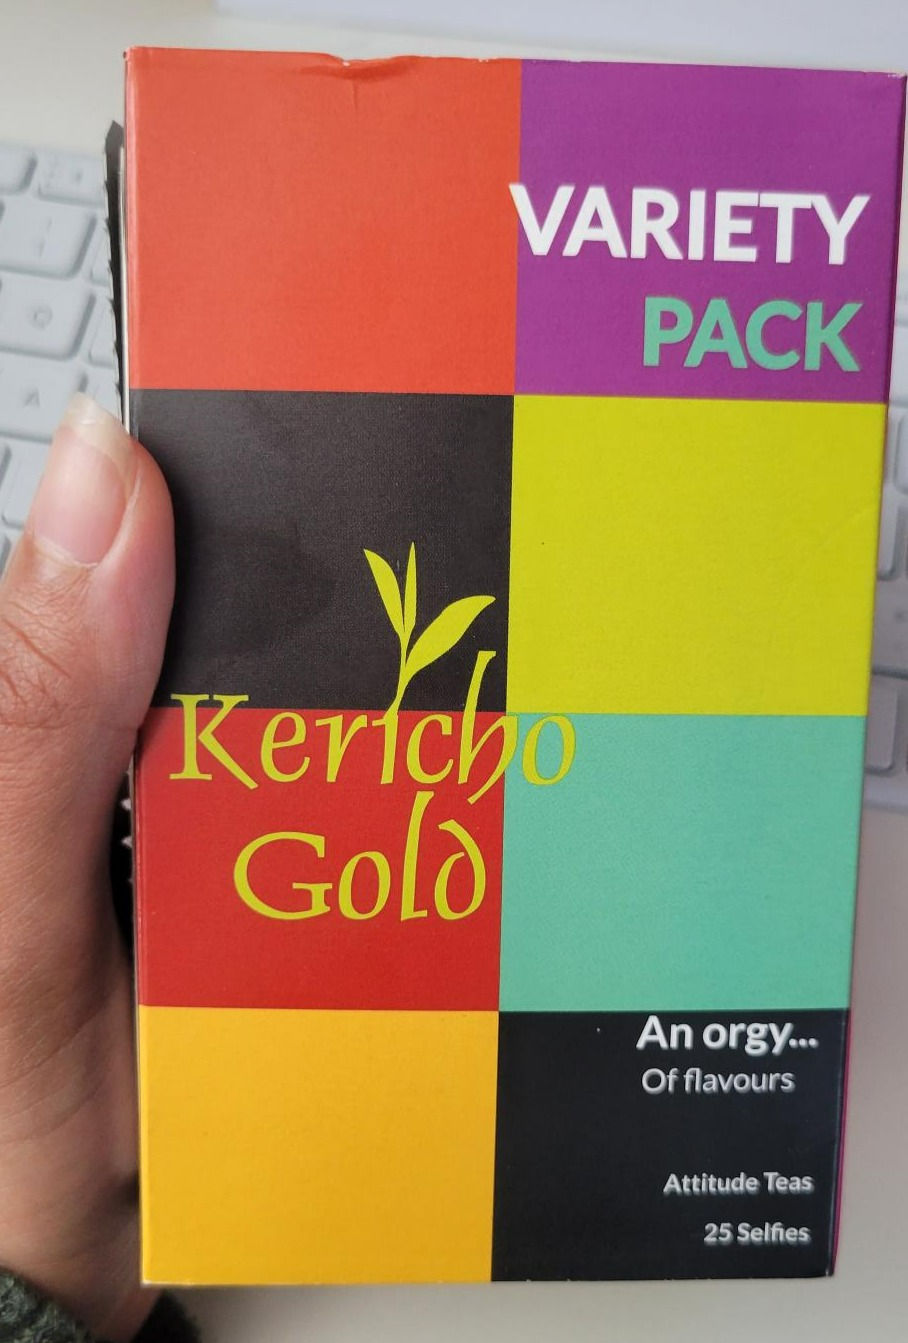 VARIETY
PACK
Kericho
Gold
An orgy...
Of flavours
Attitude Teas
25 Selfies